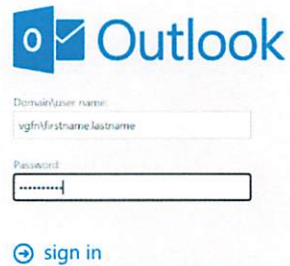 Outlook
Domain\user name:
vgfn\firstname.lastname
Password:
••••••••••
sign in